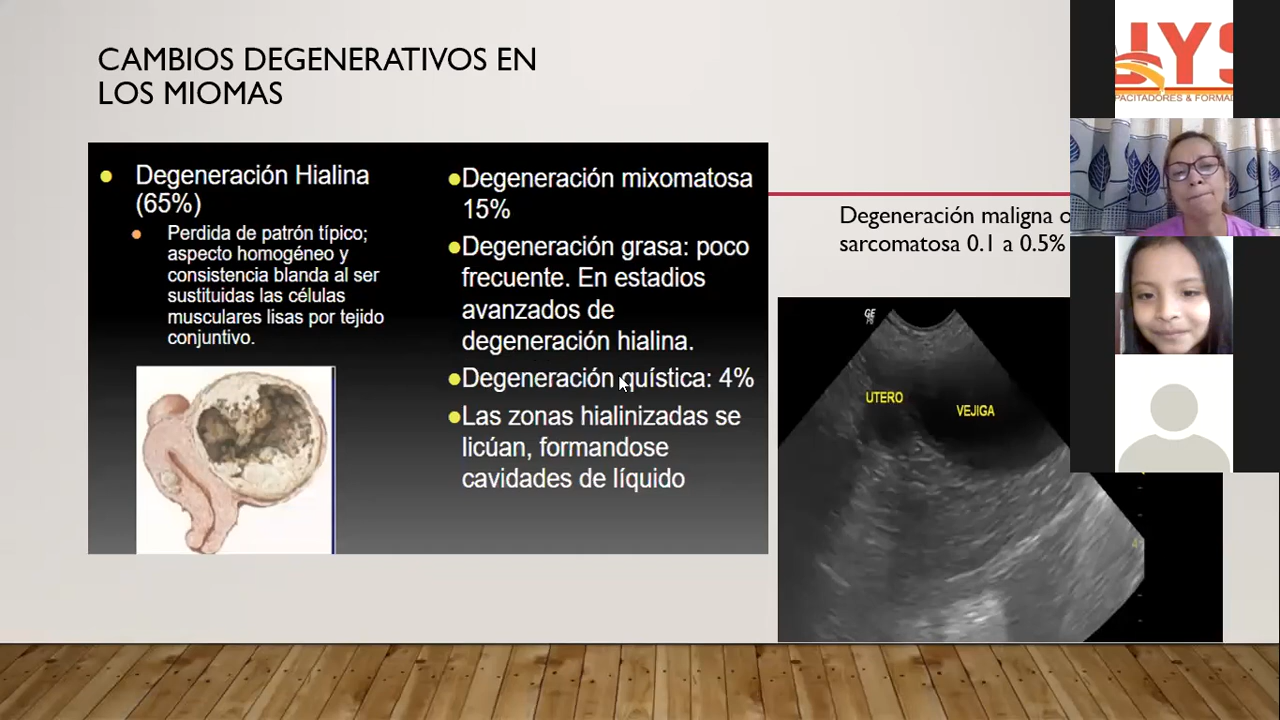 CAMBIOS DEGENERATIVOS EN
LOS MIOMAS
Degeneración Hialina
(65%)
Perdida de patrón típico;
aspecto homogéneo y
consistencia blanda al ser
sustituidas las células
musculares lisas por tejido
conjuntivo.
Degeneración mixomatosa
15%
Degeneración grasa: poco
frecuente. En estadios
avanzados de
degeneración hialina.
Degeneración quística: 4%
Las zonas hialinizadas se
licúan, formandose
cavidades de líquido
Degeneración maligna o
sarcomatosa 0.1 a 0.5%
GE
UTERO
VEJIGA
JYS
PACITADORES & FORMAD